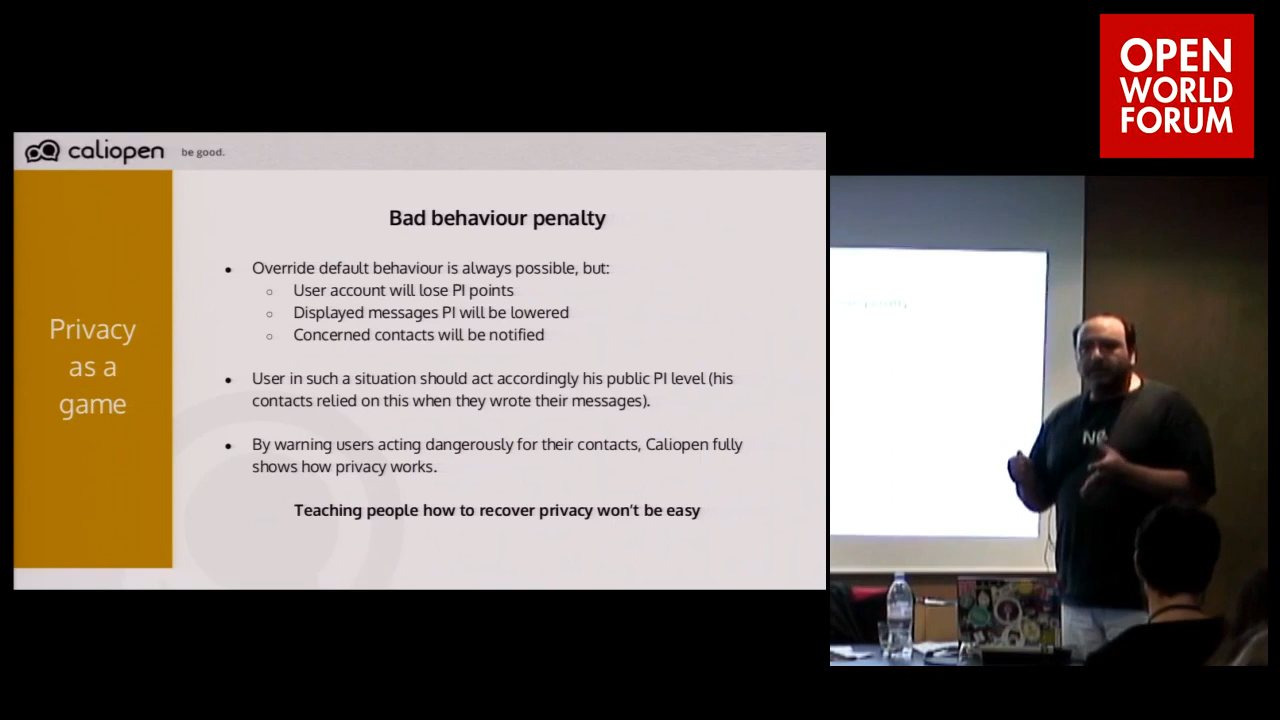 OPEN
WORLD
FORUM
caliopen be good.
Privacy
as a
game
Bad behaviour penalty
Override default behaviour is always possible, but:
User account will lose PI points
Displayed messages PI will be lowered
Concerned contacts will be notified
User in such a situation should act accordingly his public PI level (his
contacts relied on this when they wrote their messages).
By warning users acting dangerously for their contacts, Caliopen fully
shows how privacy works.
Teaching people how to recover privacy won't be easy